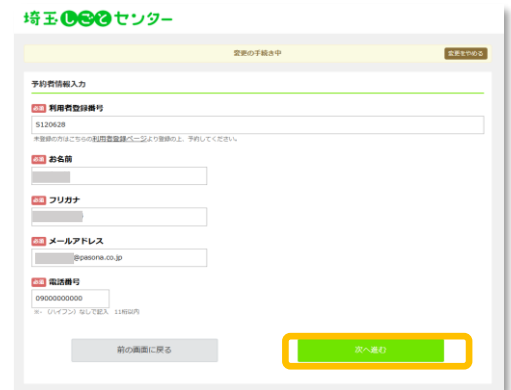 埼玉しごとセンター
変更の手続き中
変更をやめる
予約者情報入力
必須 利用者登録番号
5120628
未登録の方はこちらの利用者登録ページより登録の上、予約してください。
必須 お名前
必須 フリガナ
必須 メールアドレス
@pasona.co.jp
必須 電話番号
09000000000
※-（ハイフン）なしで記入 11桁以内
前の画面に戻る
次へ進む